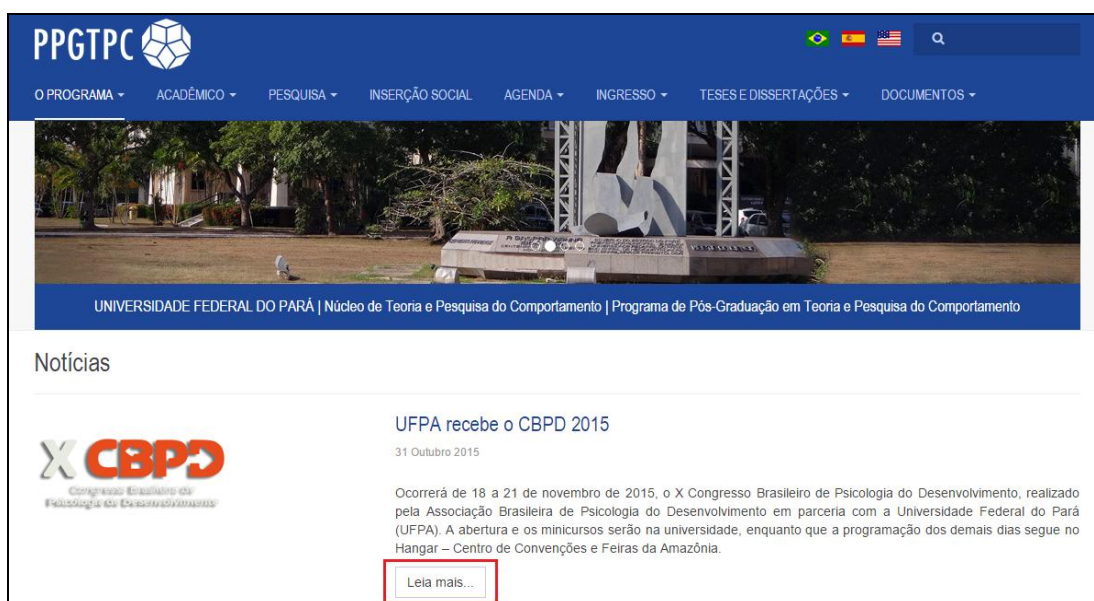 PPGTPC
O PROGRAMA ACADÊMICO PESQUISA INSERÇÃO SOCIAL AGENDA INGRESSO TESES E DISSERTAÇÕES DOCUMENTOS
UNIVERSIDADE FEDERAL DO PARÁ | Núcleo de Teoria e Pesquisa do Comportamento | Programa de Pós-Graduação em Teoria e Pesquisa do Comportamento
Notícias
X CBPD
Congresso Brasileiro de
Psicologia do Desenvolvimento
UFPA recebe o CBPD 2015
31 Outubro 2015
Ocorrerá de 18 a 21 de novembro de 2015, o X Congresso Brasileiro de Psicologia do Desenvolvimento, realizado
pela Associação Brasileira de Psicologia do Desenvolvimento em parceria com a Universidade Federal do Pará
(UFPA). A abertura e os minicursos serão na universidade, enquanto que a programação dos demais dias segue no
Hangar – Centro de Convenções e Feiras da Amazônia.
Leia mais...